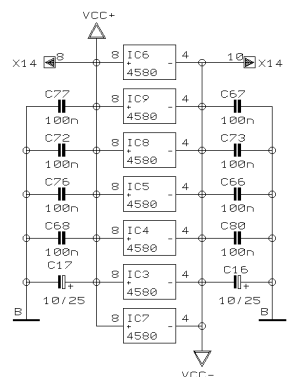 VCC+
X14 8 8 IC6 4580 4 10 X14
C77 100n 8 IC9 4580 4 C67 100n
C72 100n 8 IC8 4580 4 C73 100n
C76 100n 8 IC5 4580 4 C66 100n
C68 100n 8 IC4 4580 4 C80 100n
C17 + 10/25 8 IC3 4580 4 C16 + 10/25
B 8 IC7 4580 4 B
VCC-